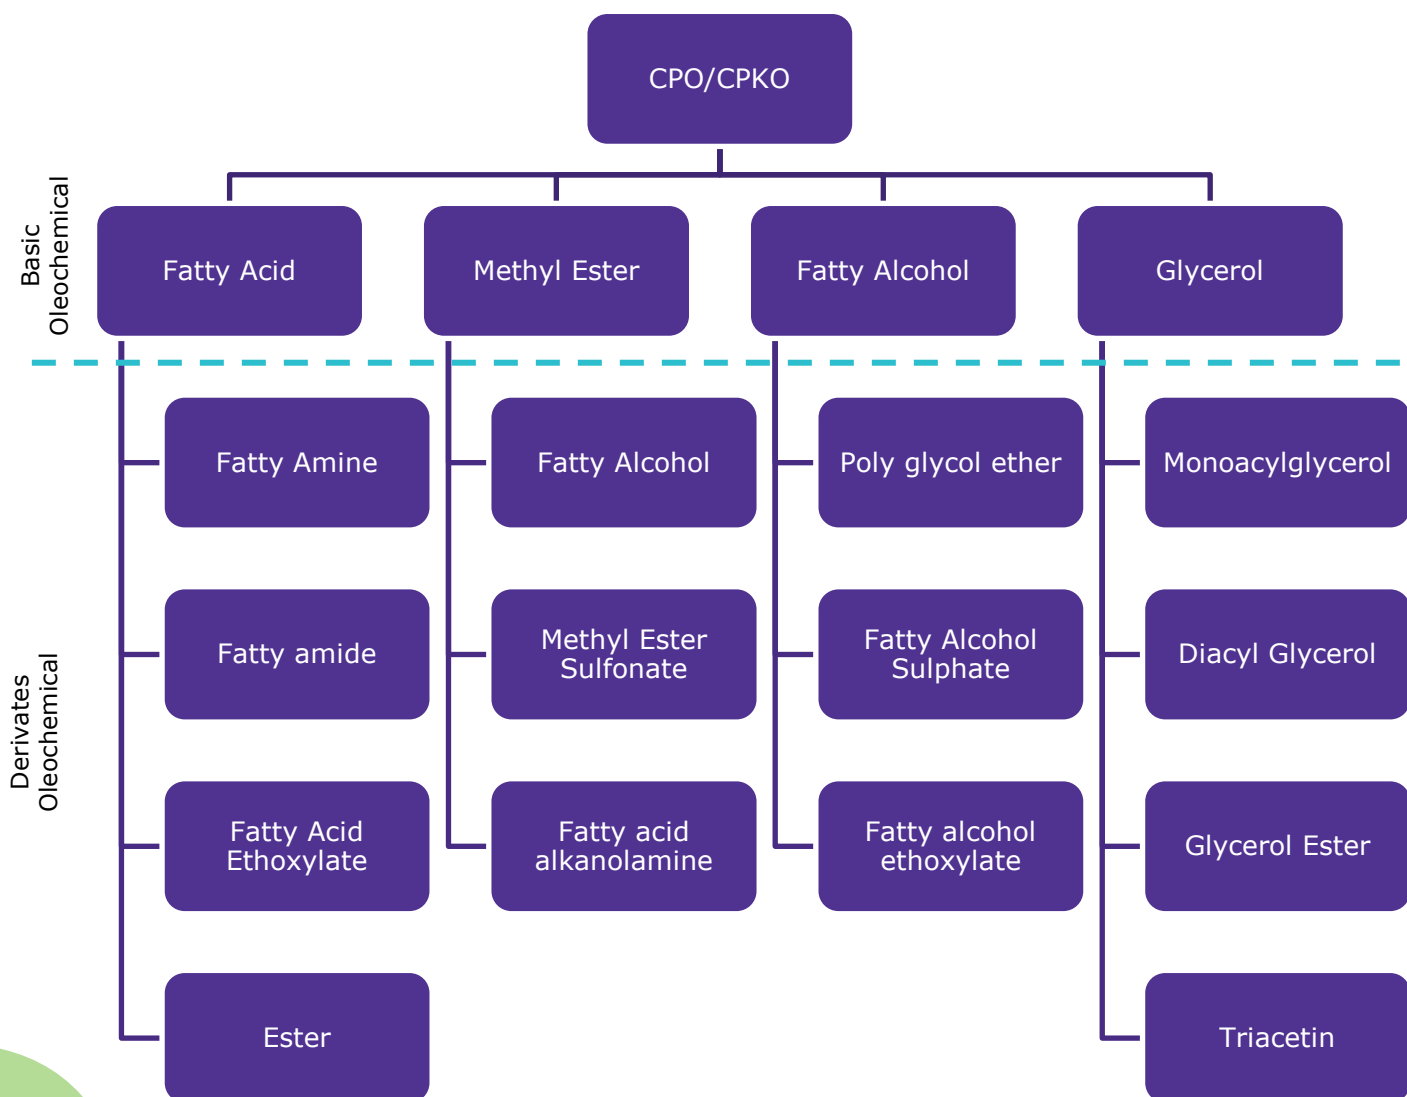 CPO/CPKO
Basic
Oleochemical
Fatty Acid
Methyl Ester
Fatty Alcohol
Glycerol
Derivates
Oleochemical
Fatty Amine
Fatty Alcohol
Poly glycol ether
Monoacylglycerol
Fatty amide
Methyl Ester
Sulfonate
Fatty Alcohol
Sulphate
Diacyl Glycerol
Fatty Acid
Ethoxylate
Fatty acid
alkanolamine
Fatty alcohol
ethoxylate
Glycerol Ester
Ester
Triacetin